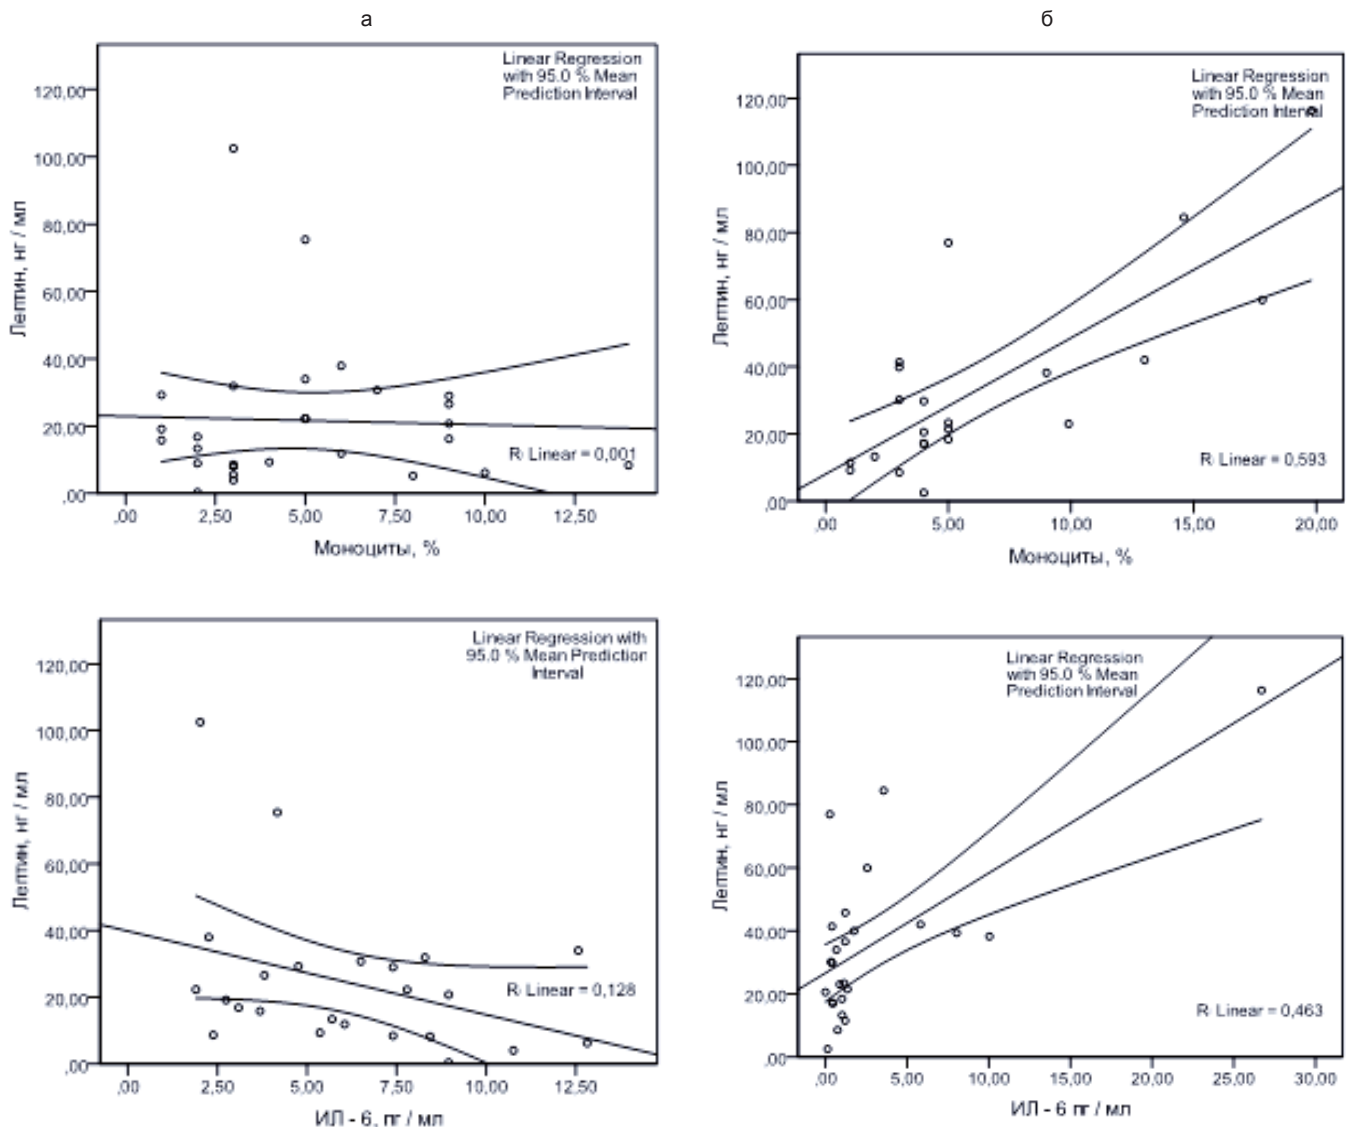 а
Linear Regression
with 95.0 % Mean
Prediction Interval
120,00
100,00
80,00
60,00
40,00
20,00
,00
Лептин, нг / мл
R² Linear = 0,001
,00 2,50 5,00 7,50 10,00 12,50
Моноциты, %
б
Linear Regression
with 95.0 % Mean
Prediction Interval
120,00
100,00
80,00
60,00
40,00
20,00
,00
Лептин, нг / мл
R² Linear = 0,593
,00 5,00 10,00 15,00 20,00
Моноциты, %
Linear Regression with
95.0 % Mean Prediction
Interval
120,00
100,00
80,00
60,00
40,00
20,00
,00
Лептин, нг / мл
R² Linear = 0,128
,00 2,50 5,00 7,50 10,00 12,50
ИЛ - 6, пг / мл
Linear Regression
with 95.0 % Mean
Prediction Interval
120,00
100,00
80,00
60,00
40,00
20,00
,00
Лептин, нг / мл
R² Linear = 0,463
,00 5,00 10,00 15,00 20,00 25,00 30,00
ИЛ - 6 пг / мл